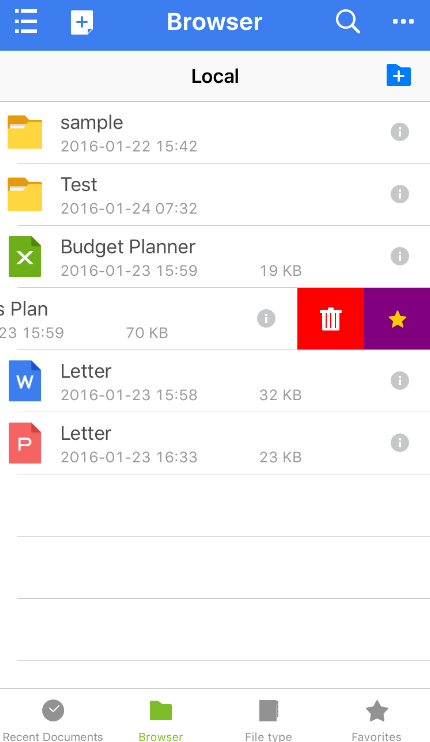 Browser
Local
sample
2016-01-22 15:42
Test
2016-01-24 07:32
Budget Planner
2016-01-23 15:59 19 KB
s Plan
23 15:59 70 KB
W Letter
2016-01-23 15:58 32 KB
P Letter
2016-01-23 16:33 23 KB
Recent Documents Browser File type Favorites